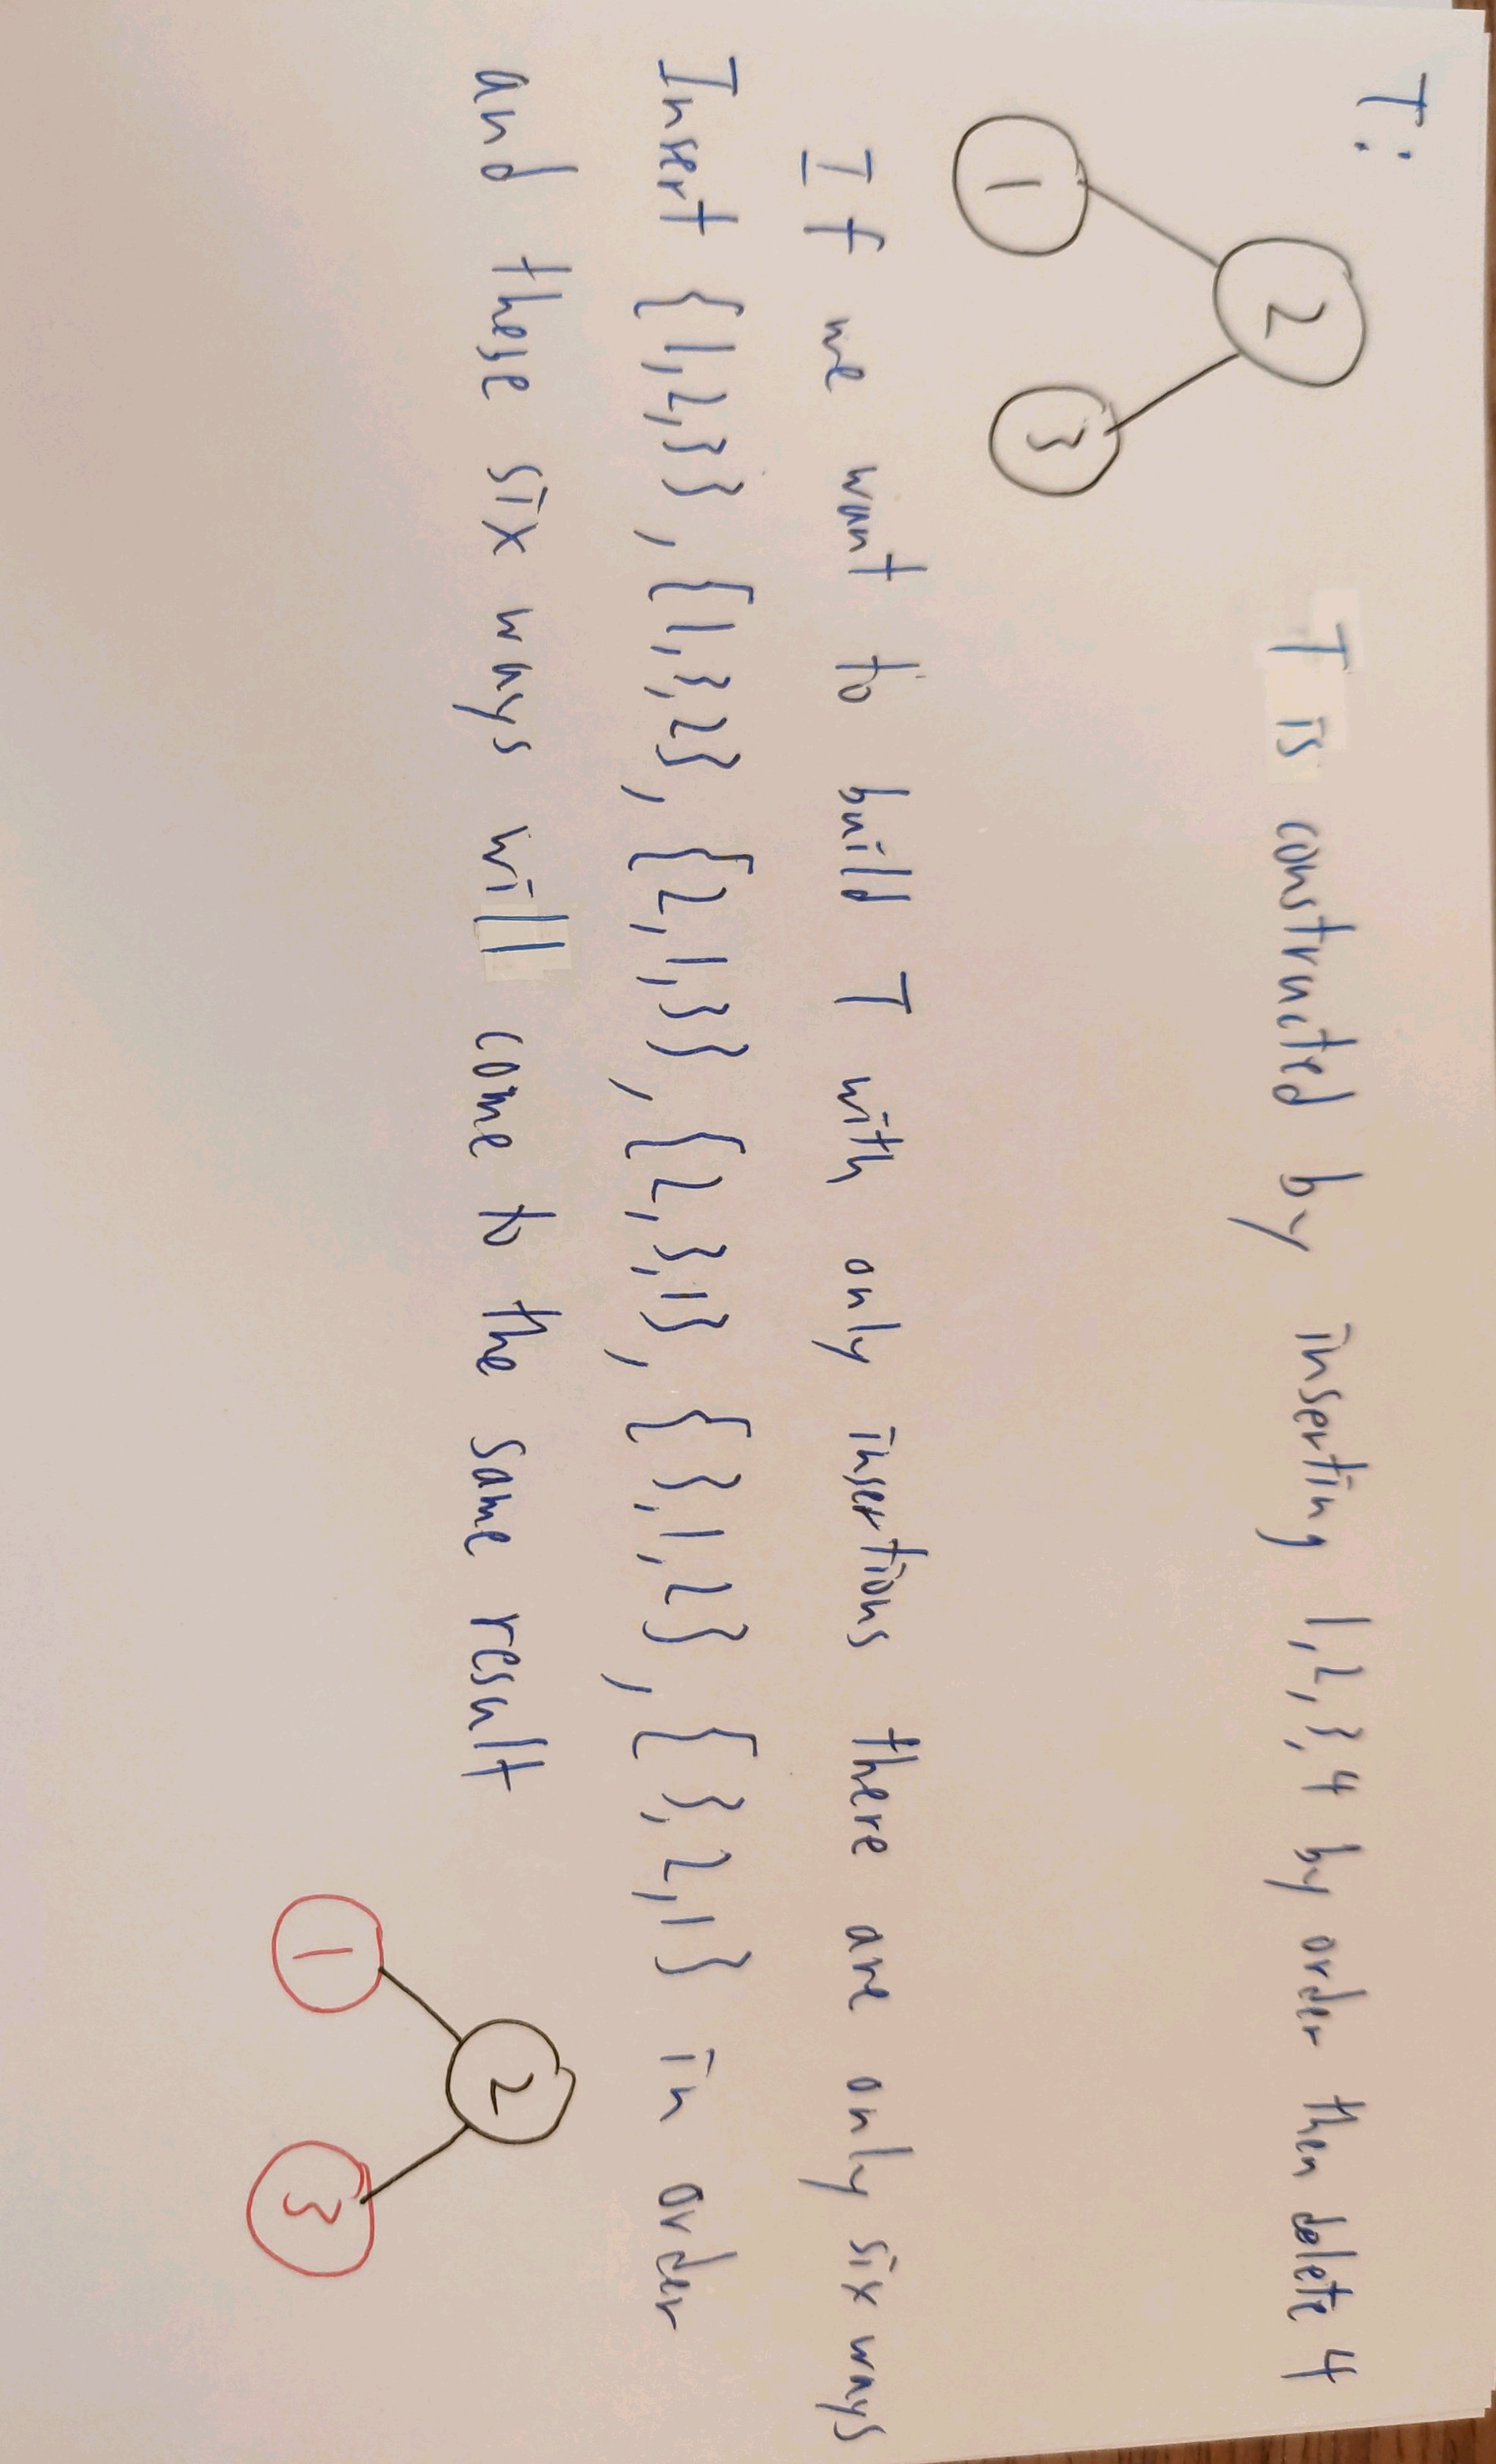 T:
2
T is constructed by inserting 1,2,3,4 by order then delete 4
1
3
If we want to build T with only insertions there are only six ways
Insert {1,2,3}, {1,3,2}, {2,1,3}, {2,3,1}, {3,1,2}, {3,2,1} in order
and these six ways will come to the same result
2
1
3